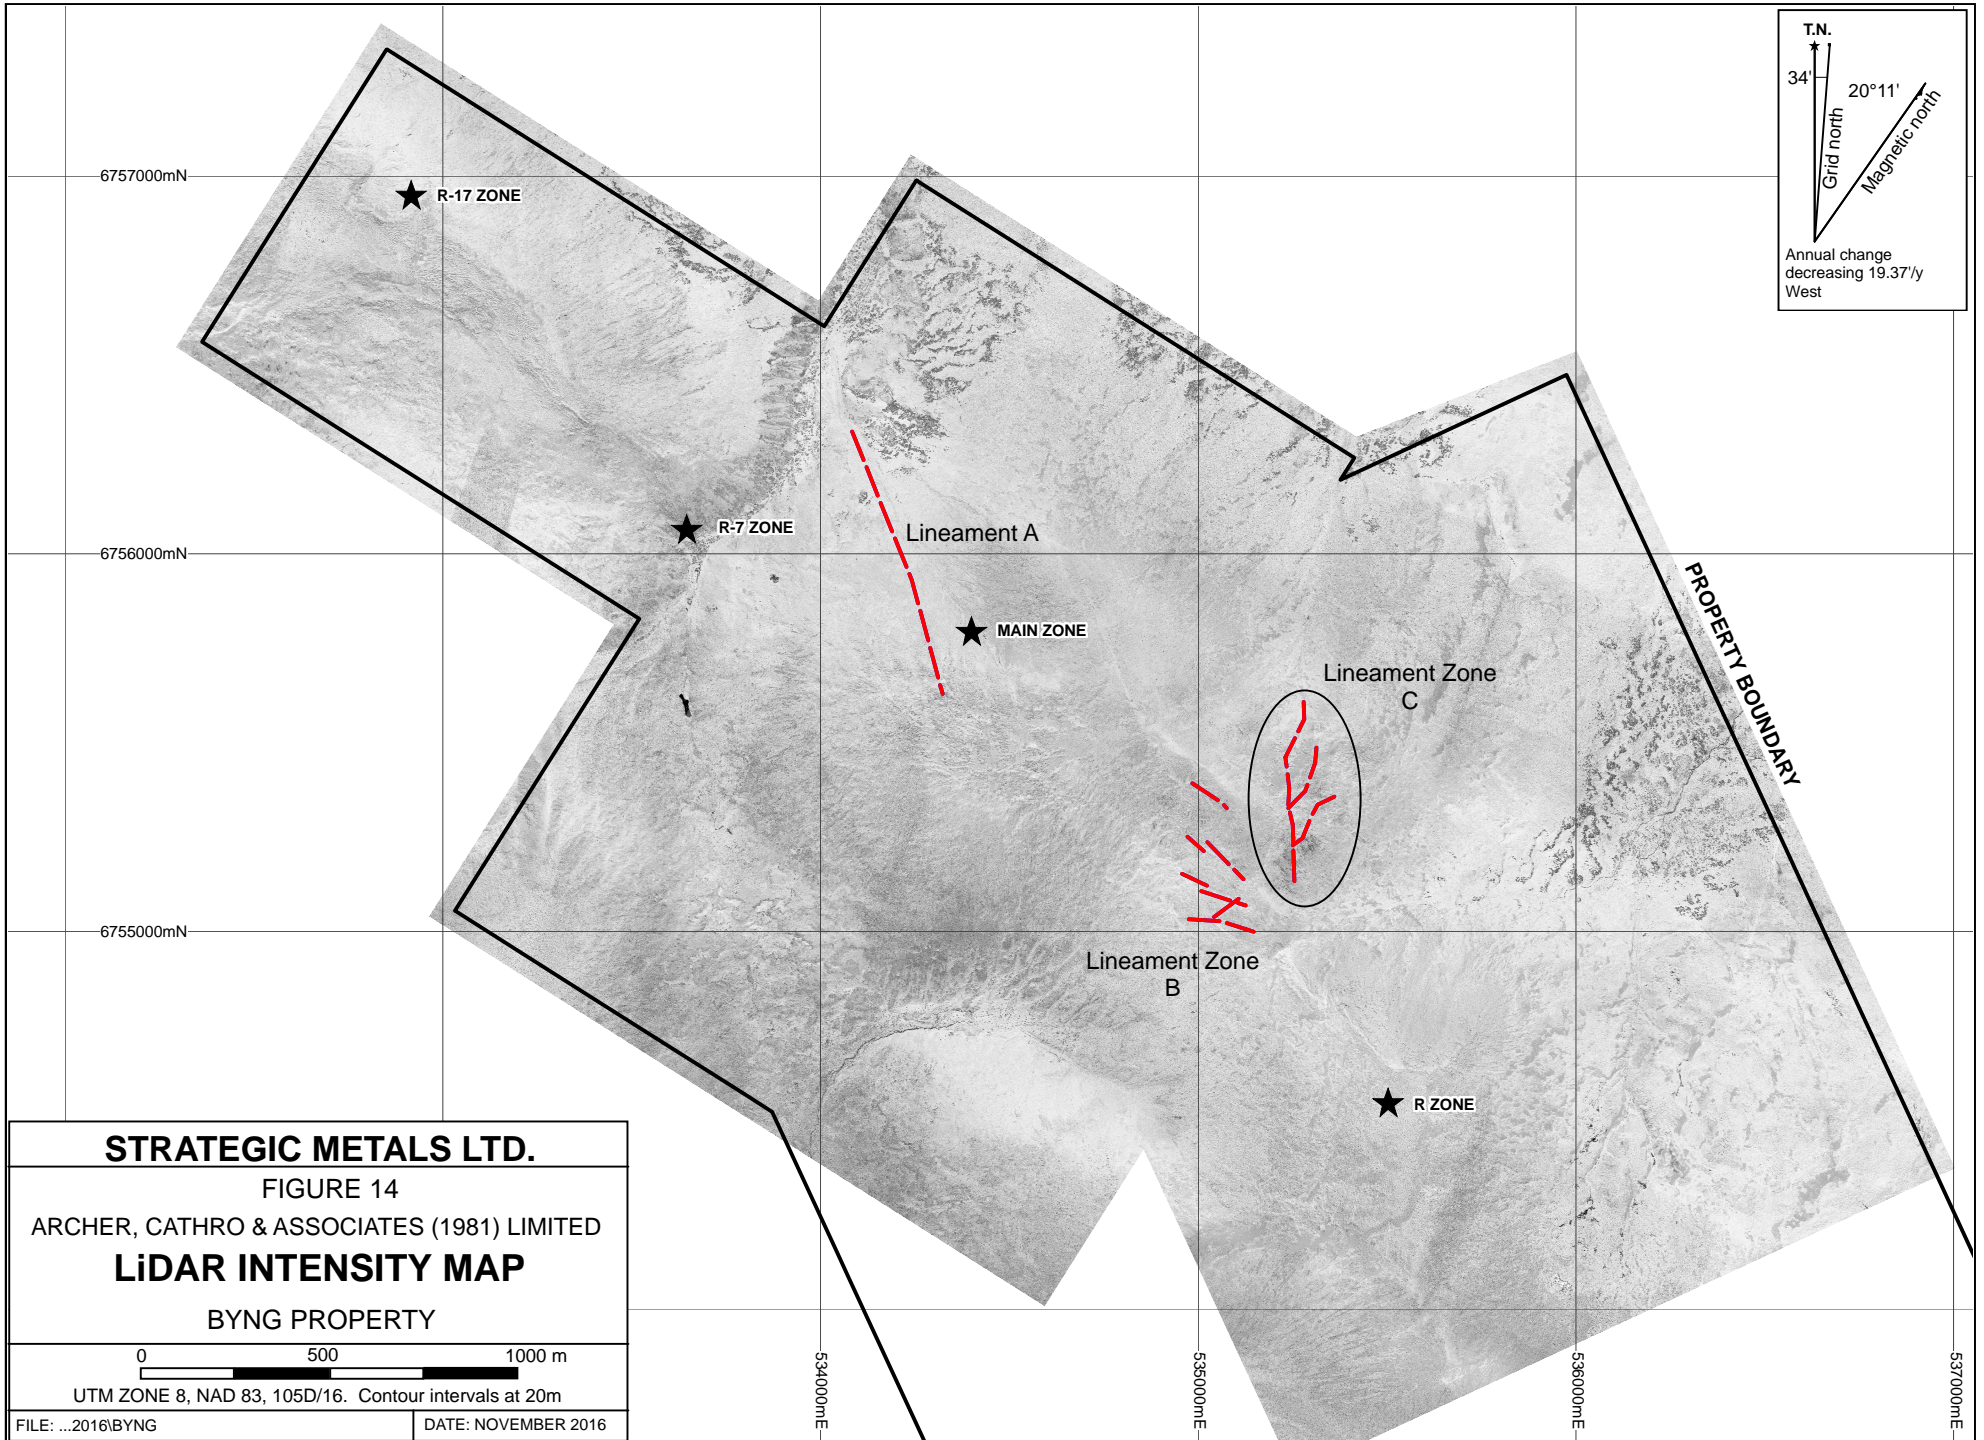 T.N.
34'
20°11'
Grid north
Magnetic north
Annual change
decreasing 19.37'/y
West
6757000mN
R-17 ZONE
6756000mN
R-7 ZONE
Lineament A
MAIN ZONE
PROPERTY BOUNDARY
Lineament Zone
C
6755000mN
Lineament Zone
B
R ZONE
STRATEGIC METALS LTD.
FIGURE 14
ARCHER, CATHRO & ASSOCIATES (1981) LIMITED
LiDAR INTENSITY MAP
BYNG PROPERTY
0 500 1000 m
UTM ZONE 8, NAD 83, 105D/16. Contour intervals at 20m
FILE: ...2016\BYNG
DATE: NOVEMBER 2016
534000mE
535000mE
536000mE
537000mE